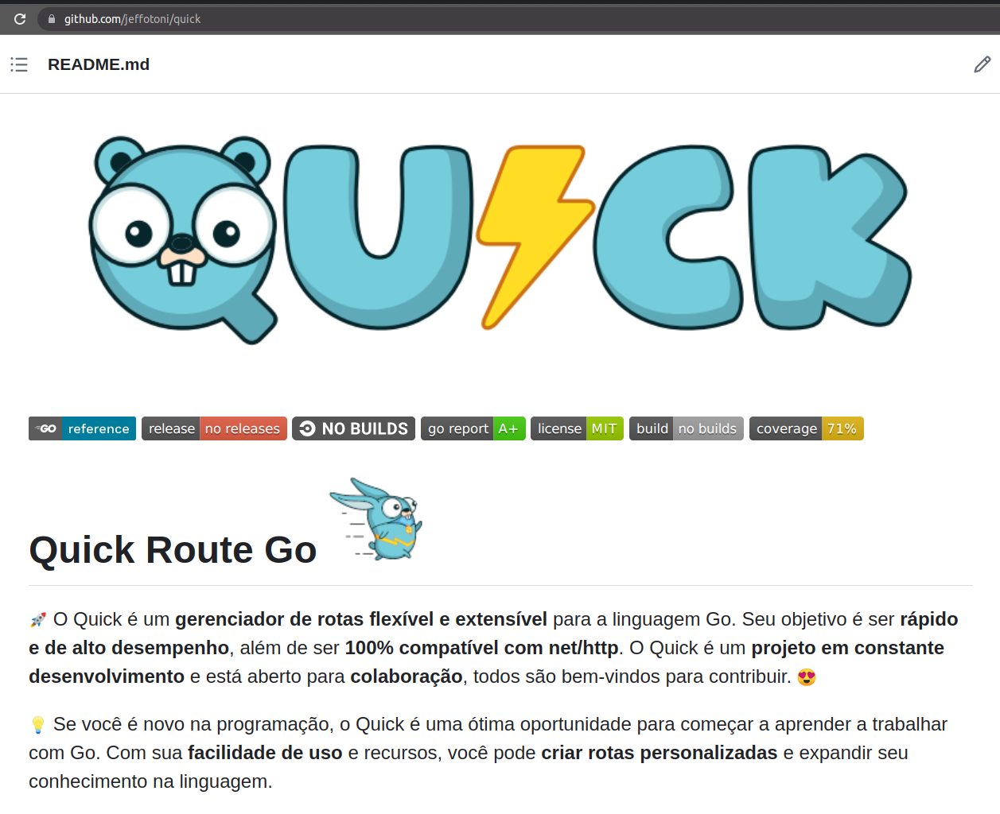 github.com/jeffotoni/quick
README.md
QUICK
GO reference release no releases NO BUILDS go report A+ license MIT build no builds coverage 71%
Quick Route Go
🚀 O Quick é um gerenciador de rotas flexível e extensível para a linguagem Go. Seu objetivo é ser rápido
e de alto desempenho, além de ser 100% compatível com net/http. O Quick é um projeto em constante
desenvolvimento e está aberto para colaboração, todos são bem-vindos para contribuir. 😍
💡 Se você é novo na programação, o Quick é uma ótima oportunidade para começar a aprender a trabalhar
com Go. Com sua facilidade de uso e recursos, você pode criar rotas personalizadas e expandir seu
conhecimento na linguagem.